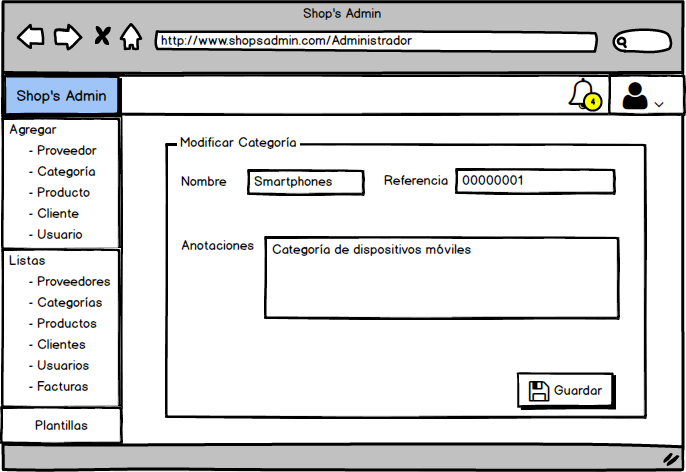 Shop's Admin
http://www.shopsadmin.com/Administrador
Shop's Admin
4
Agregar
- Proveedor
- Categoría
- Producto
- Cliente
- Usuario
Listas
- Proveedores
- Categorías
- Productos
- Clientes
- Usuarios
- Facturas
Plantillas
Modificar Categoría
Nombre Smartphones Referencia 00000001
Anotaciones Categoría de dispositivos móviles
Guardar